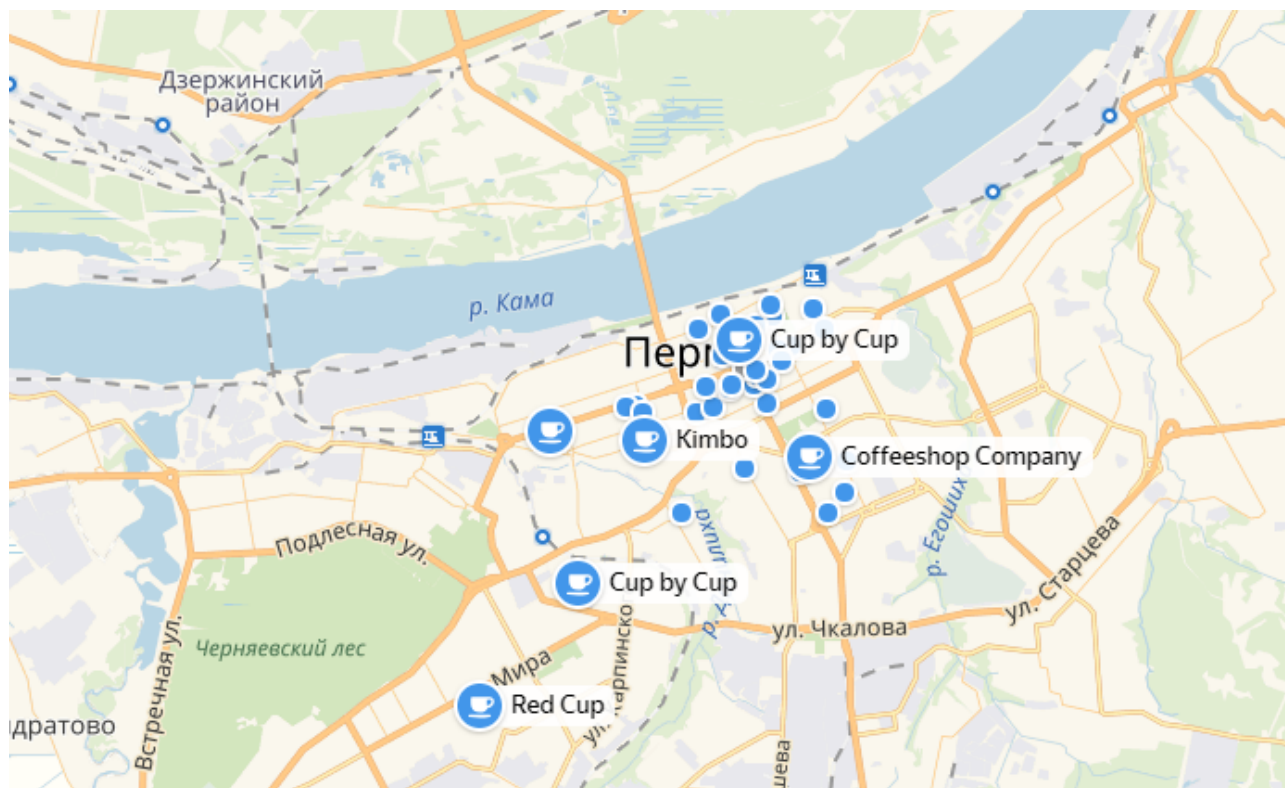 Дзержинский
район
р. Кама
Cup by Cup
Kimbo
Coffeeshop Company
Подлесная ул.
р. Егошиха
ул. Старцева
Cup by Cup
ул. Чкалова
Черняевский лес
Встречная ул.
Мира
Red Cup